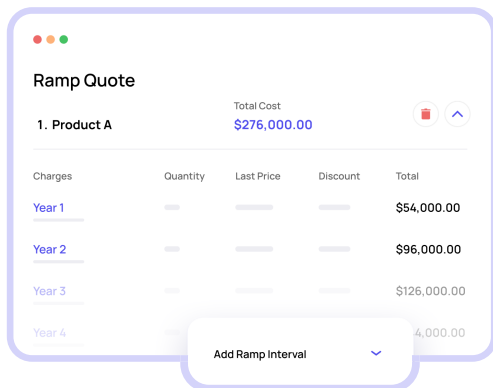 Ramp Quote
Total Cost
1. Product A $276,000.00
Charges Quantity Last Price Discount Total
Year 1 $54,000.00
Year 2 $96,000.00
Year 3 $126,000.00
Year 4
Add Ramp Interval